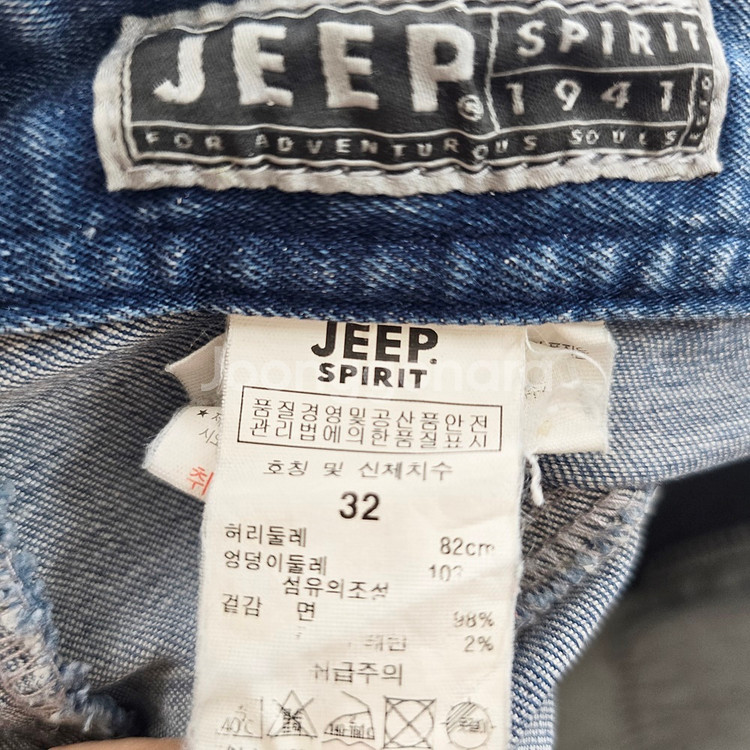 JEEP®
SPIRIT
1941
FOR ADVENTUROUS SOULS
JEEP.
SPIRIT
Joonggonara
품질경영및공산품안전
관리법에의한품질표시
호칭 및 신체치수
32
허리둘레 82cm
엉덩이둘레
섬유의조성
겉감 면 98%
2%
취급주의
40℃